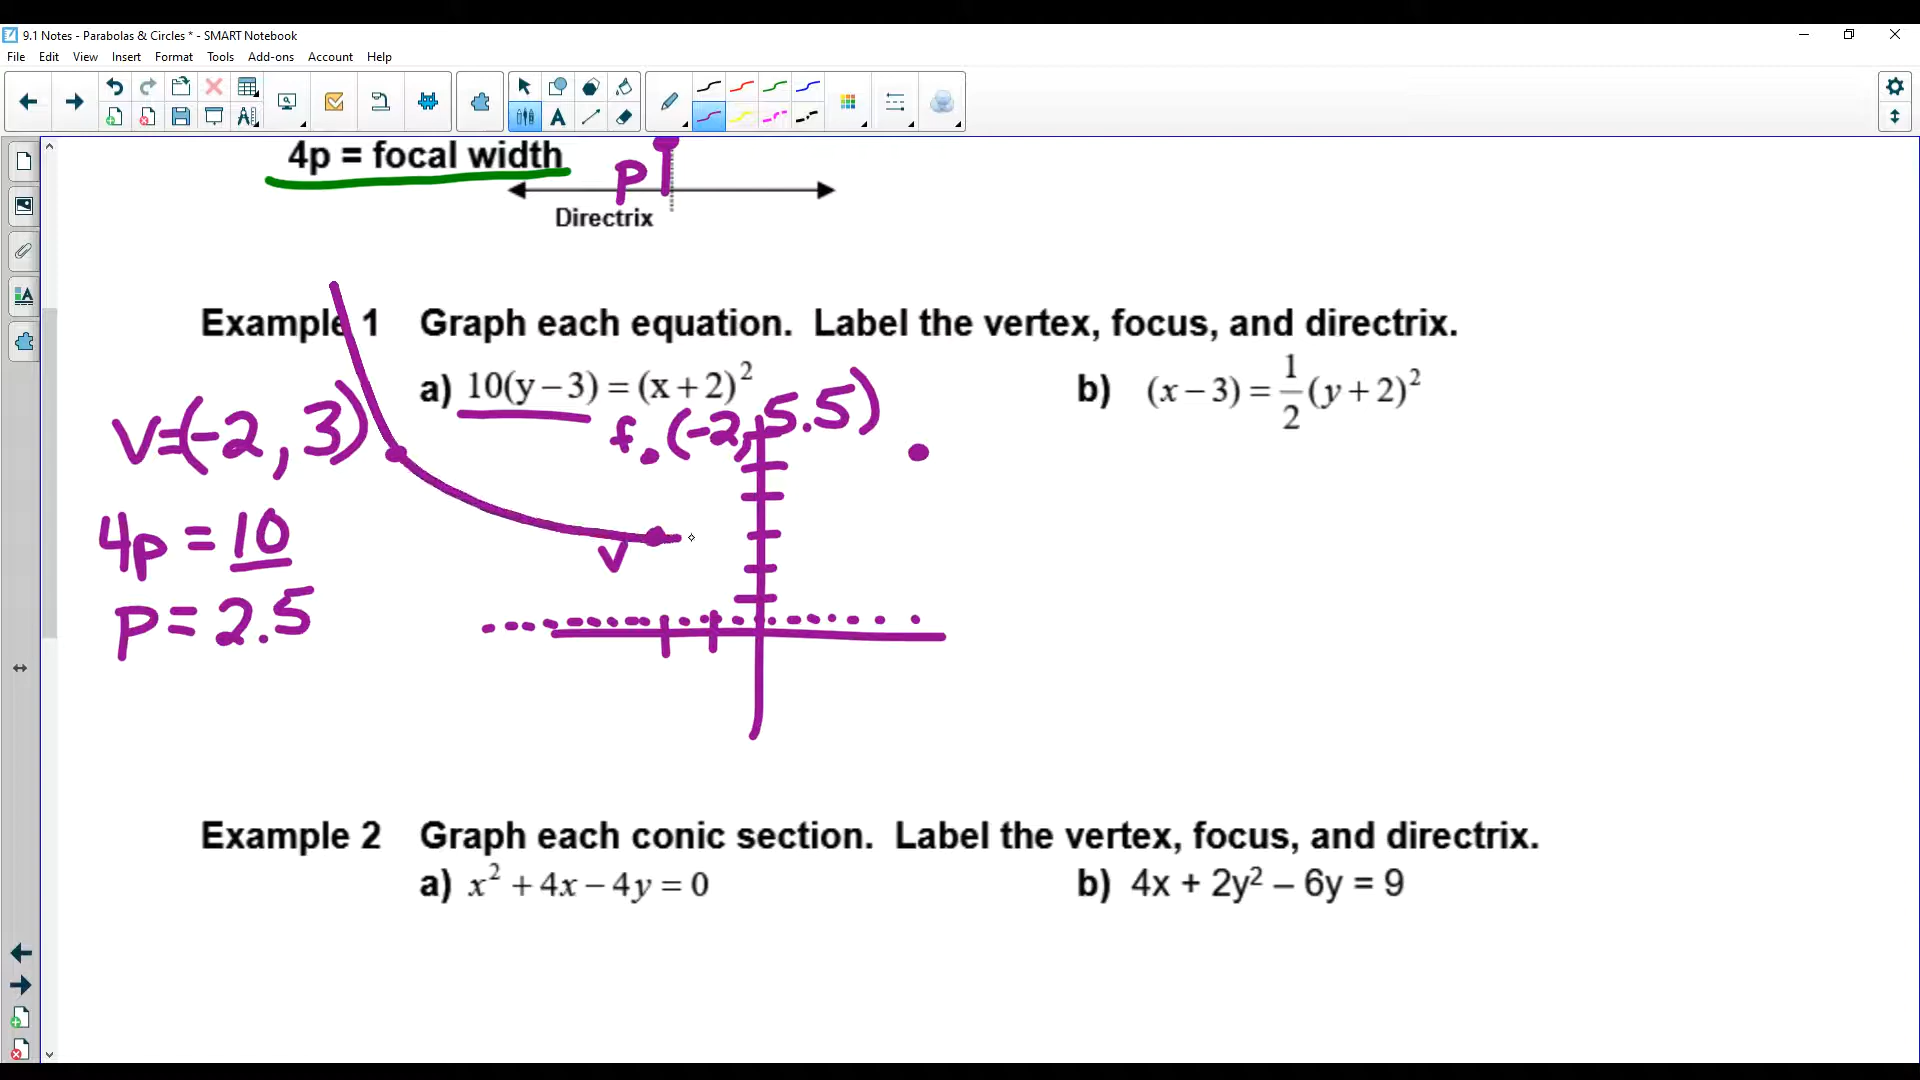 9.1 Notes - Parabolas & Circles * - SMART Notebook
File Edit View Insert Format Tools Add-ons Account Help
4p = focal width
p
Directrix
Example 1 Graph each equation. Label the vertex, focus, and directrix.
a) 10(y − 3) = (x + 2)²
b) (x − 3) = 1/2 (y + 2)²
v=(-2, 3)
f (-2, 5.5)
4p = 10
v
p = 2.5
Example 2 Graph each conic section. Label the vertex, focus, and directrix.
a) x² + 4x − 4y = 0
b) 4x + 2y² – 6y = 9